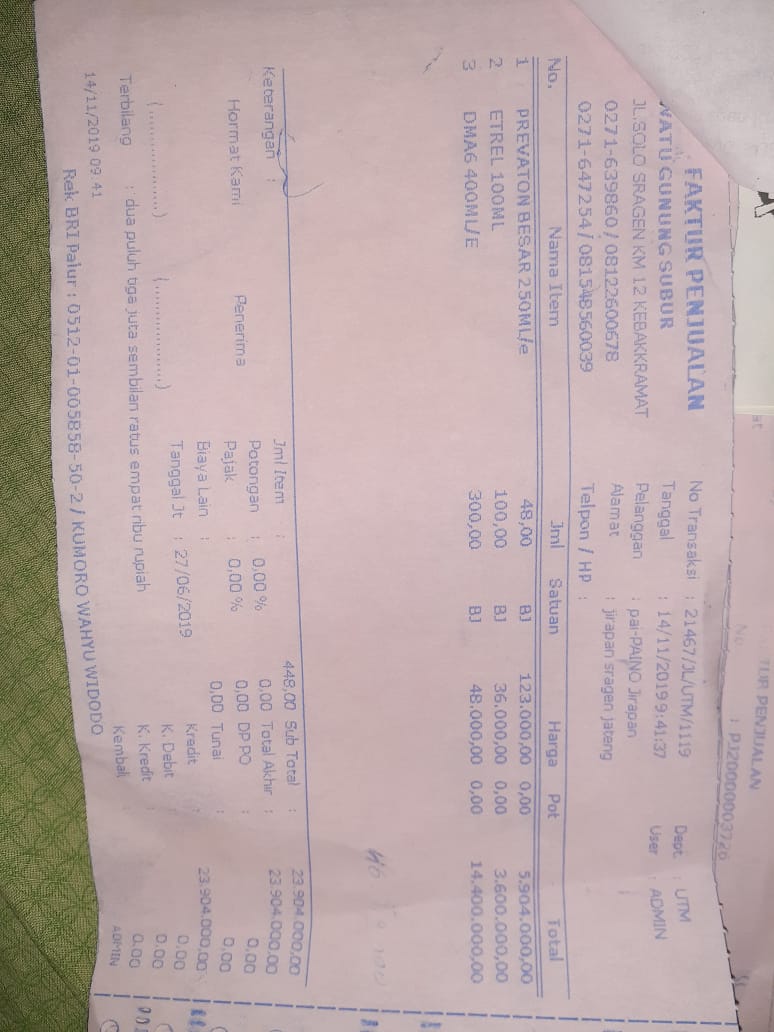 TUR PENJUALAN
No. : PJ20000003726
FAKTUR PENJUALAN
WATU GUNUNG SUBUR
JL.SOLO SRAGEN KM 12 KEBAKKRAMAT
0271-639860 / 08122600678
0271-647254 / 081548560039
No Transaksi : 21467/JL/UTM/1119
Tanggal : 14/11/2019 9:41:37
Pelanggan : pai-PAINO Jirapan
Alamat : jirapan sragen jateng
Telpon / HP :
Dept. : UTM
User : ADMIN
No. Nama Item Jml Satuan Harga Pot Total
1 PREVATON BESAR 250ML/e 48,00 BJ 123.000,00 0,00 5.904.000,00
2 ETREL 100ML 100,00 BJ 36.000,00 0,00 3.600.000,00
3 DMA6 400ML/E 300,00 BJ 48.000,00 0,00 14.400.000,00
Keterangan :
Hormat Kami Penerima
(..................) (..................)
Jml Item : 448,00
Potongan : 0,00 % 0,00
Pajak : 0,00 % 0,00
Biaya Lain : 0,00
Tanggal Jt : 27/06/2019
Sub Total : 23.904.000,00
Total Akhir : 23.904.000,00
DP PO : 0,00
Tunai : 0,00
Kredit : 23.904.000,00
K. Debit 0,00
K. Kredit 0,00
Kembali 0,00
ADMIN
Terbilang : dua puluh tiga juta sembilan ratus empat ribu rupiah
14/11/2019 09:41
Rek BRI Palur : 0512-01-005858-50-2 / KUMORO WAHYU WIDODO